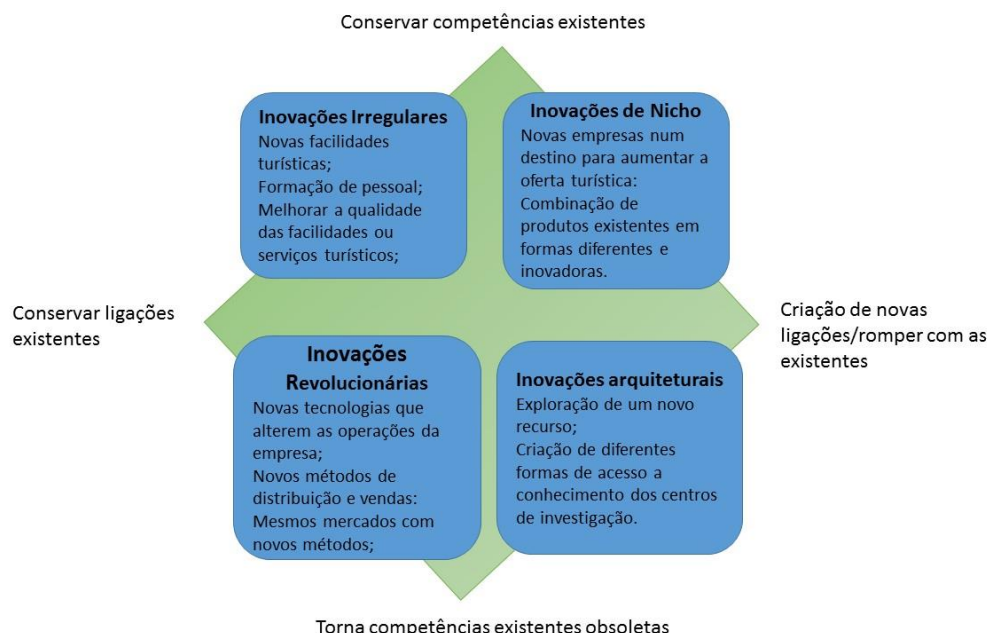 Conservar competências existentes
Inovações Irregulares
Novas facilidades
turísticas;
Formação de pessoal;
Melhorar a qualidade
das facilidades ou
serviços turísticos;
Inovações de Nicho
Novas empresas num
destino para aumentar a
oferta turística:
Combinação de
produtos existentes em
formas diferentes e
inovadoras.
Conservar ligações
existentes
Criação de novas
ligações/romper com as
existentes
Inovações
Revolucionárias
Novas tecnologias que
alterem as operações da
empresa;
Novos métodos de
distribuição e vendas:
Mesmos mercados com
novos métodos;
Inovações arquiteturais
Exploração de um novo
recurso;
Criação de diferentes
formas de acesso a
conhecimento dos centros
de investigação.
Torna competências existentes obsoletas